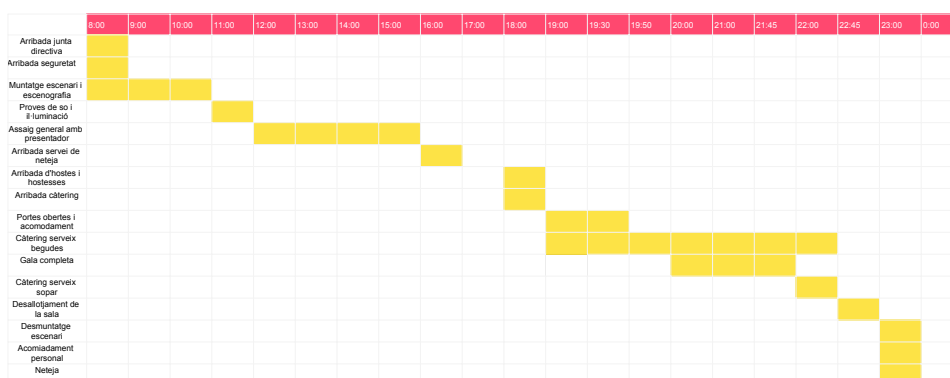 8:00 9:00 10:00 11:00 12:00 13:00 14:00 15:00 16:00 17:00 18:00 19:00 19:30 19:50 20:00 21:00 21:45 22:00 22:45 23:00 0:00
Arribada junta
directiva
Arribada seguretat
Muntatge escenari i
escenografia
Proves de so i
il·luminació
Assaig general amb
presentador
Arribada servei de
neteja
Arribada d'hostes i
hostesses
Arribada càtering
Portes obertes i
acomodament
Càtering serveix
begudes
Gala completa
Càtering serveix
sopar
Desallotjament de
la sala
Desmuntatge
escenari
Acomiadament
personal
Neteja